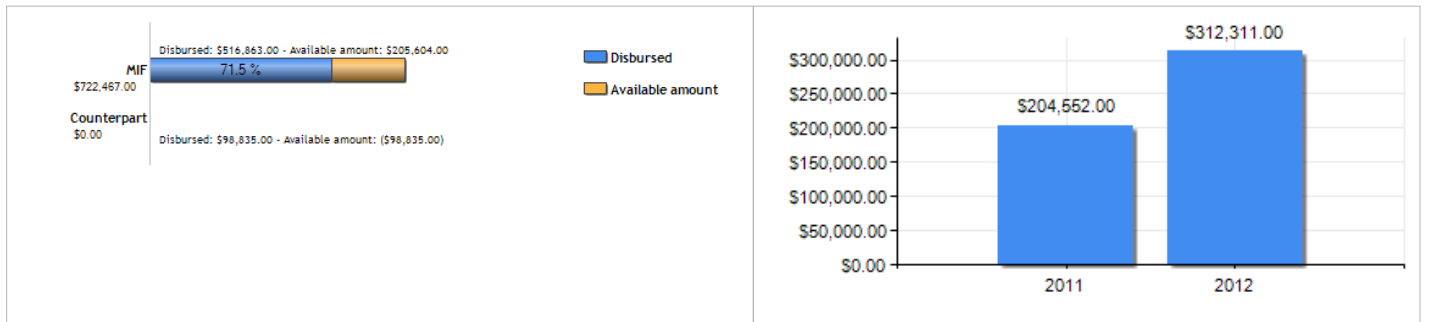 Disbursed: $516,863.00 - Available amount: $205,604.00
MIF
71.5 %
$722,467.00
Counterpart
$0.00
Disbursed: $98,835.00 - Available amount: ($98,835.00)
Disbursed
Available amount
$312,311.00
$300,000.00
$250,000.00
$204,552.00
$200,000.00
$150,000.00
$100,000.00
$50,000.00
$0.00
2011 2012